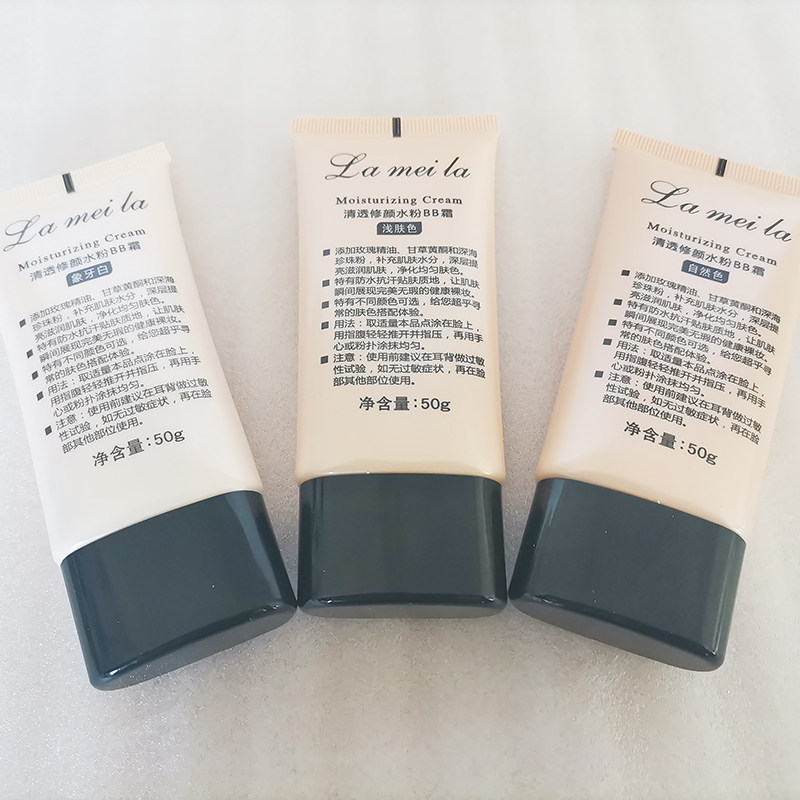 La mei la
Moisturizing Cream
清透修颜水粉BB霜
象牙白
添加玫瑰精油、甘草黄酮和深海
珍珠粉，补充肌肤水分，深层提
亮滋润肌肤，净化均匀肤色。
特有防水抗汗贴肤质地，让肌肤
瞬间展现完美无瑕的健康裸妆。
特有不同颜色可选，给您超乎寻
常的肤色搭配体验。
用法：取适量本品点涂在脸上，
用指腹轻轻推开并指压，再用手
心或粉扑涂抹均匀。
注意：使用前建议在耳背做过敏
性试验，如无过敏症状，再在脸
部其他部位使用。
净含量：50g
La mei la
Moisturizing Cream
清透修颜水粉BB霜
浅肤色
添加玫瑰精油、甘草黄酮和深海
珍珠粉，补充肌肤水分，深层提
亮滋润肌肤，净化均匀肤色。
特有防水抗汗贴肤质地，让肌肤
瞬间展现完美无瑕的健康裸妆。
特有不同颜色可选，给您超乎寻
常的肤色搭配体验。
用法：取适量本品点涂在脸上，
用指腹轻轻推开并指压，再用手
心或粉扑涂抹均匀。
注意：使用前建议在耳背做过敏
性试验，如无过敏症状，再在脸
部其他部位使用。
净含量：50g
La mei la
Moisturizing Cream
清透修颜水粉BB霜
自然色
添加玫瑰精油、甘草黄酮和深海
珍珠粉，补充肌肤水分，深层提
亮滋润肌肤，净化均匀肤色。
特有防水抗汗贴肤质地，让肌肤
瞬间展现完美无瑕的健康裸妆。
特有不同颜色可选，给您超乎寻
常的肤色搭配体验。
用法：取适量本品点涂在脸上，
用指腹轻轻推开并指压，再用手
心或粉扑涂抹均匀。
注意：使用前建议在耳背做过敏
性试验，如无过敏症状，再在脸
部其他部位使用。
净含量：50g